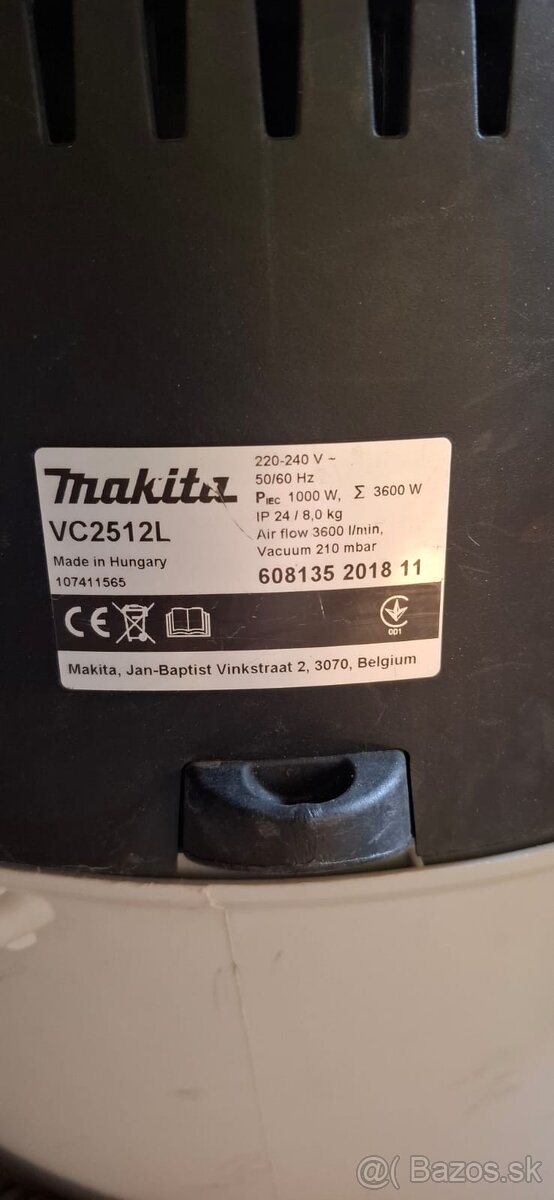 makita
VC2512L
Made in Hungary
107411565
220-240 V ~
50/60 Hz
PIEC 1000 W, Σ 3600 W
IP 24 / 8,0 kg
Air flow 3600 l/min,
Vacuum 210 mbar
608135 2018 11
CE
001
Makita, Jan-Baptist Vinkstraat 2, 3070, Belgium
@( Bazos.sk